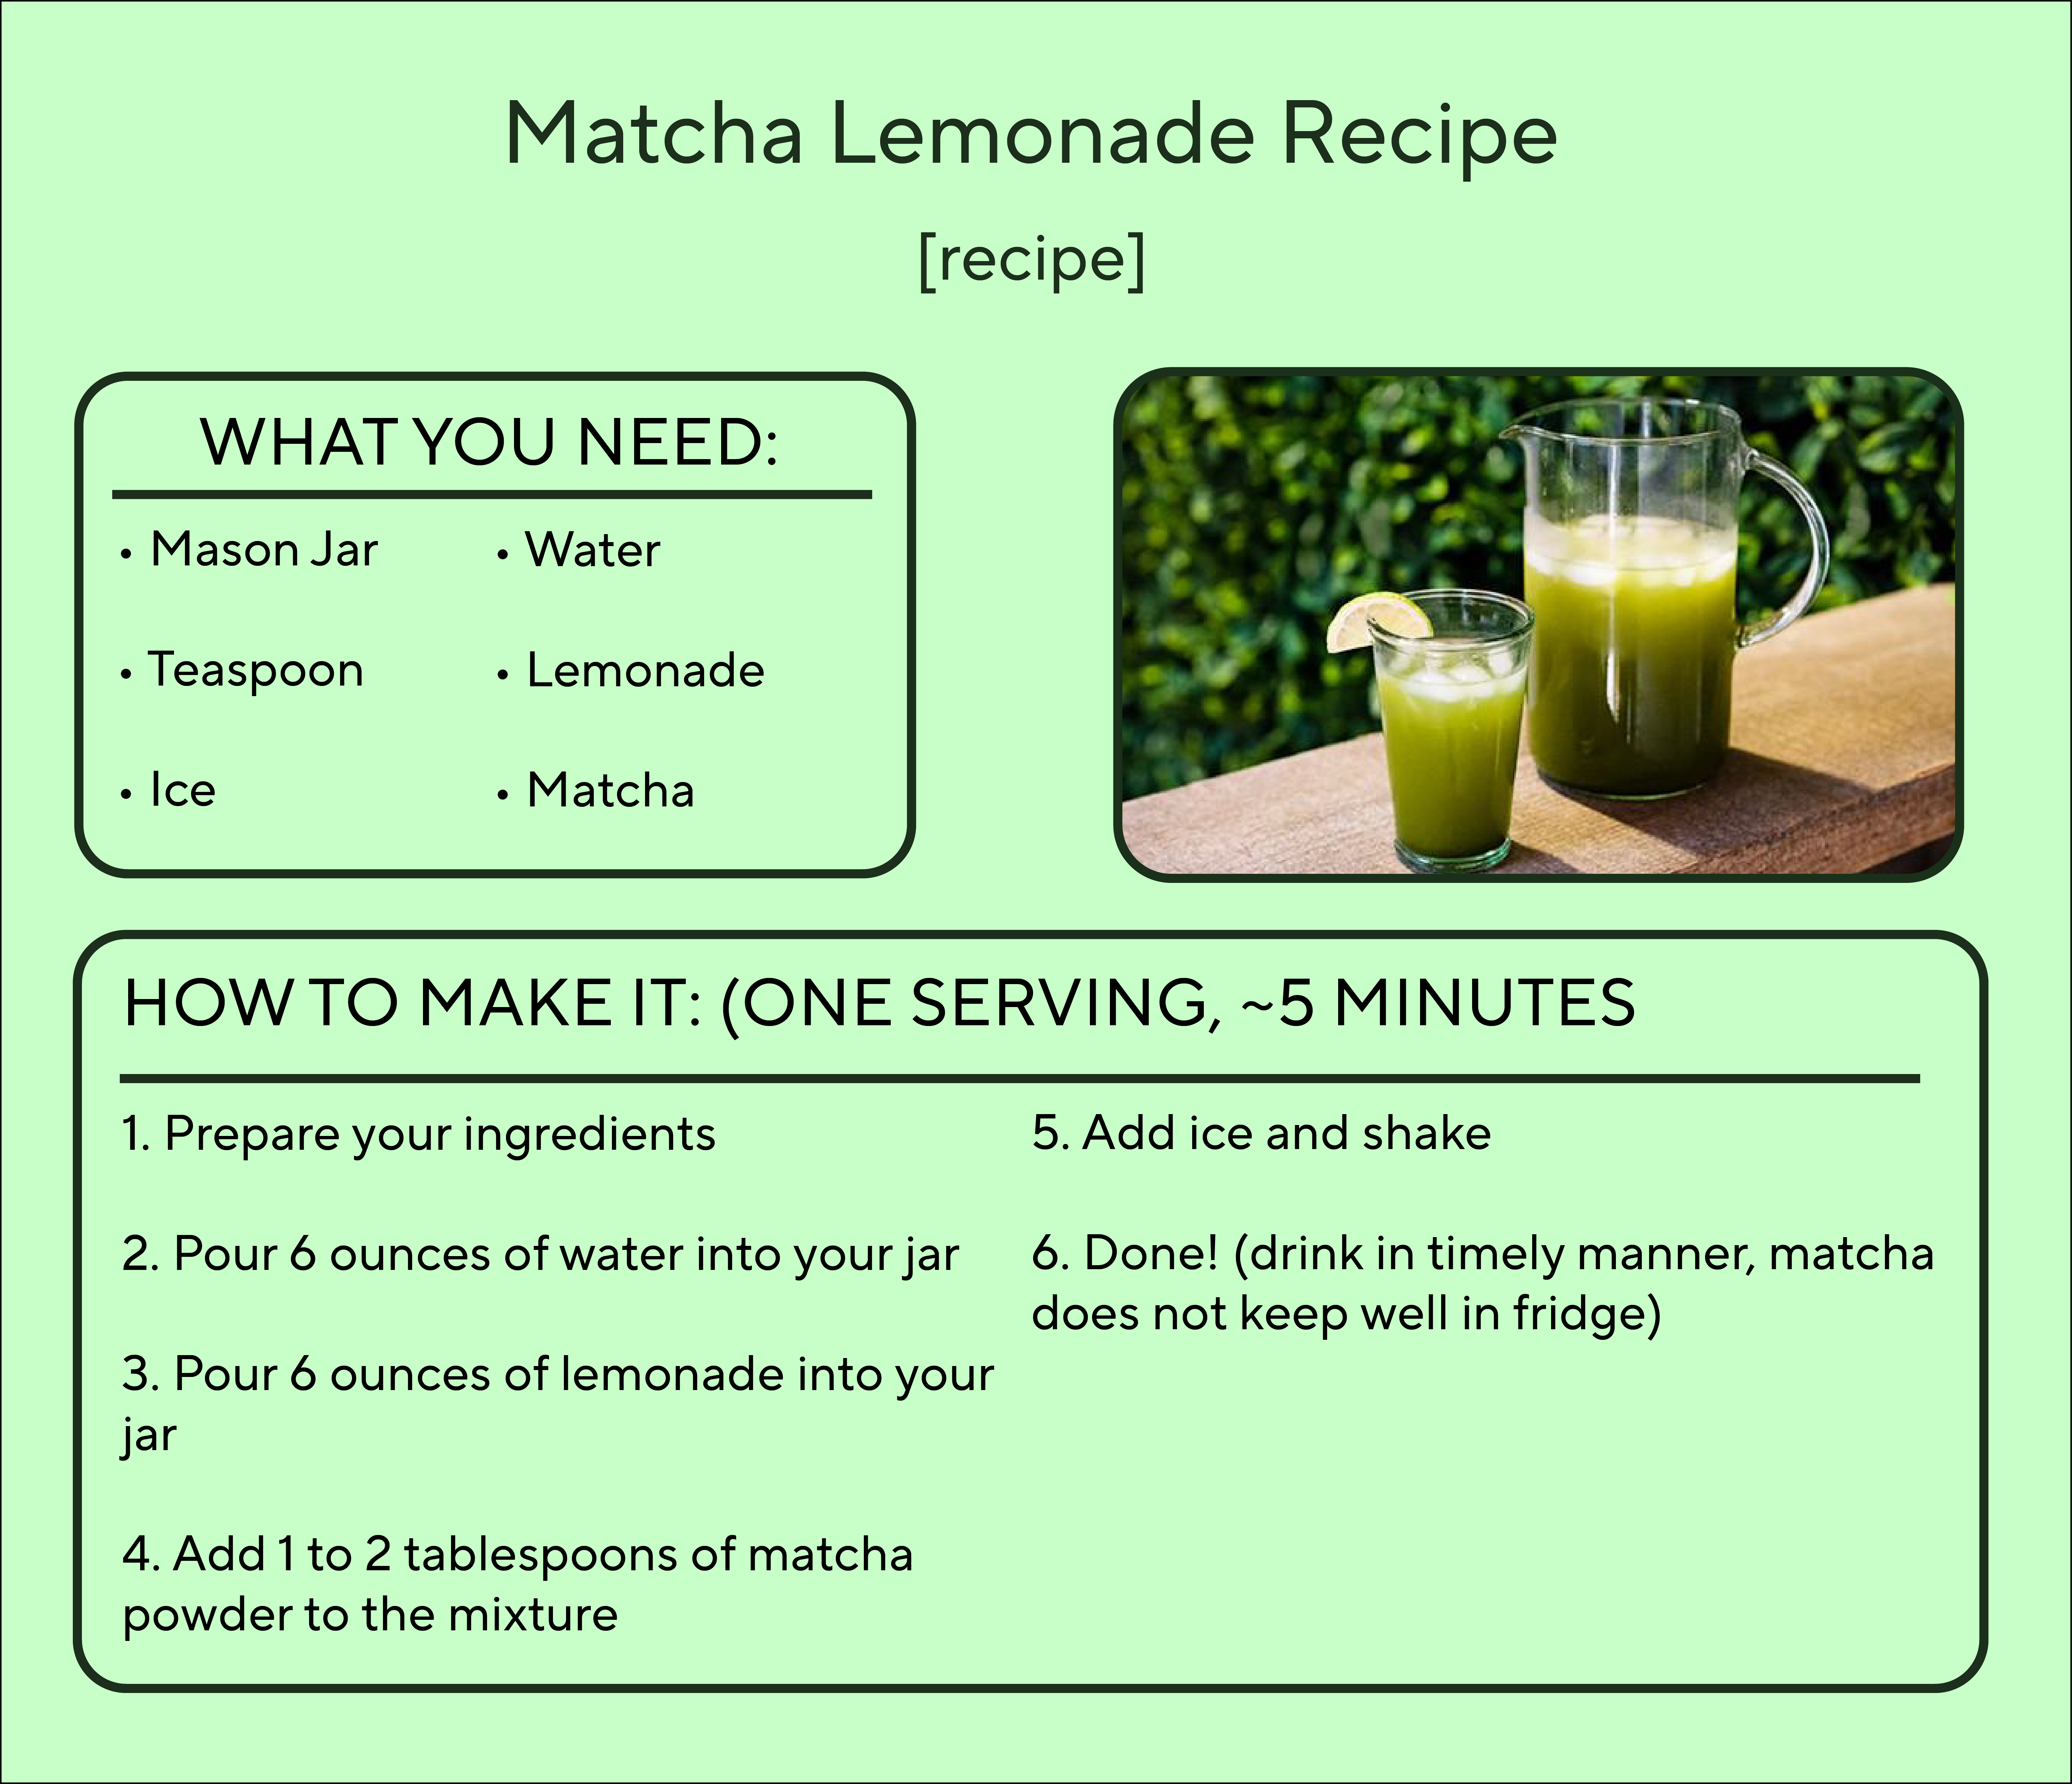 Matcha Lemonade Recipe
[recipe]
WHAT YOU NEED:
• Mason Jar
• Teaspoon
• Ice
• Water
• Lemonade
• Matcha
HOW TO MAKE IT: (ONE SERVING, ~5 MINUTES
1. Prepare your ingredients
2. Pour 6 ounces of water into your jar
3. Pour 6 ounces of lemonade into your
jar
4. Add 1 to 2 tablespoons of matcha
powder to the mixture
5. Add ice and shake
6. Done! (drink in timely manner, matcha
does not keep well in fridge)